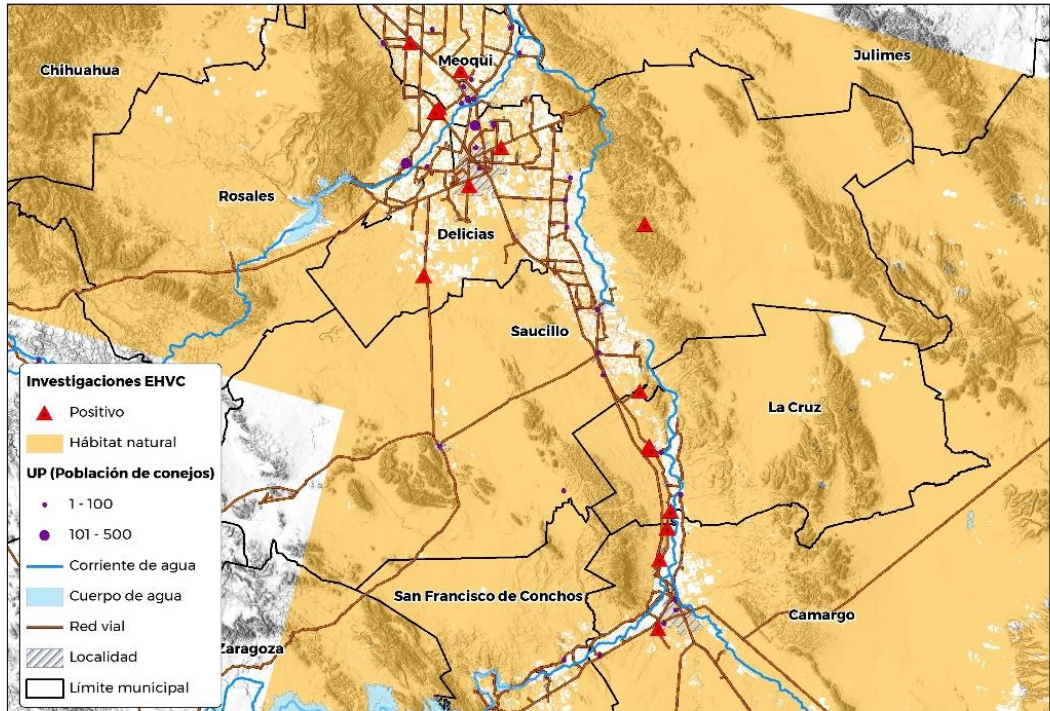 Chihuahua
Meoqui
Julimes
Rosales
Delicias
Saucillo
La Cruz
San Francisco de Conchos
Camargo
Zaragoza
Investigaciones EHVC
Positivo
Hábitat natural
UP (Población de conejos)
1 - 100
101 - 500
Corriente de agua
Cuerpo de agua
Red vial
Localidad
Límite municipal